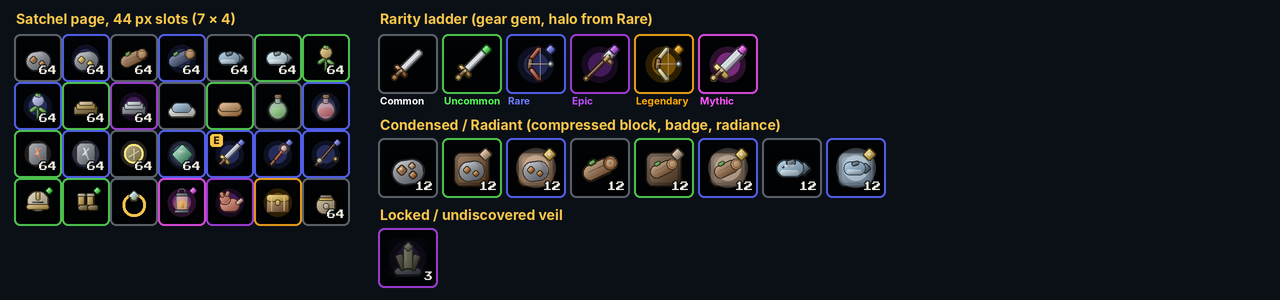 Satchel page, 44 px slots (7 × 4)
64 64 64 64 64 64 64
64 64 64
64 64 64 64 E
64
Rarity ladder (gear gem, halo from Rare)
Common Uncommon Rare Epic Legendary Mythic
Condensed / Radiant (compressed block, badge, radiance)
12 12 12 12 12 12 12 12
Locked / undiscovered veil
3